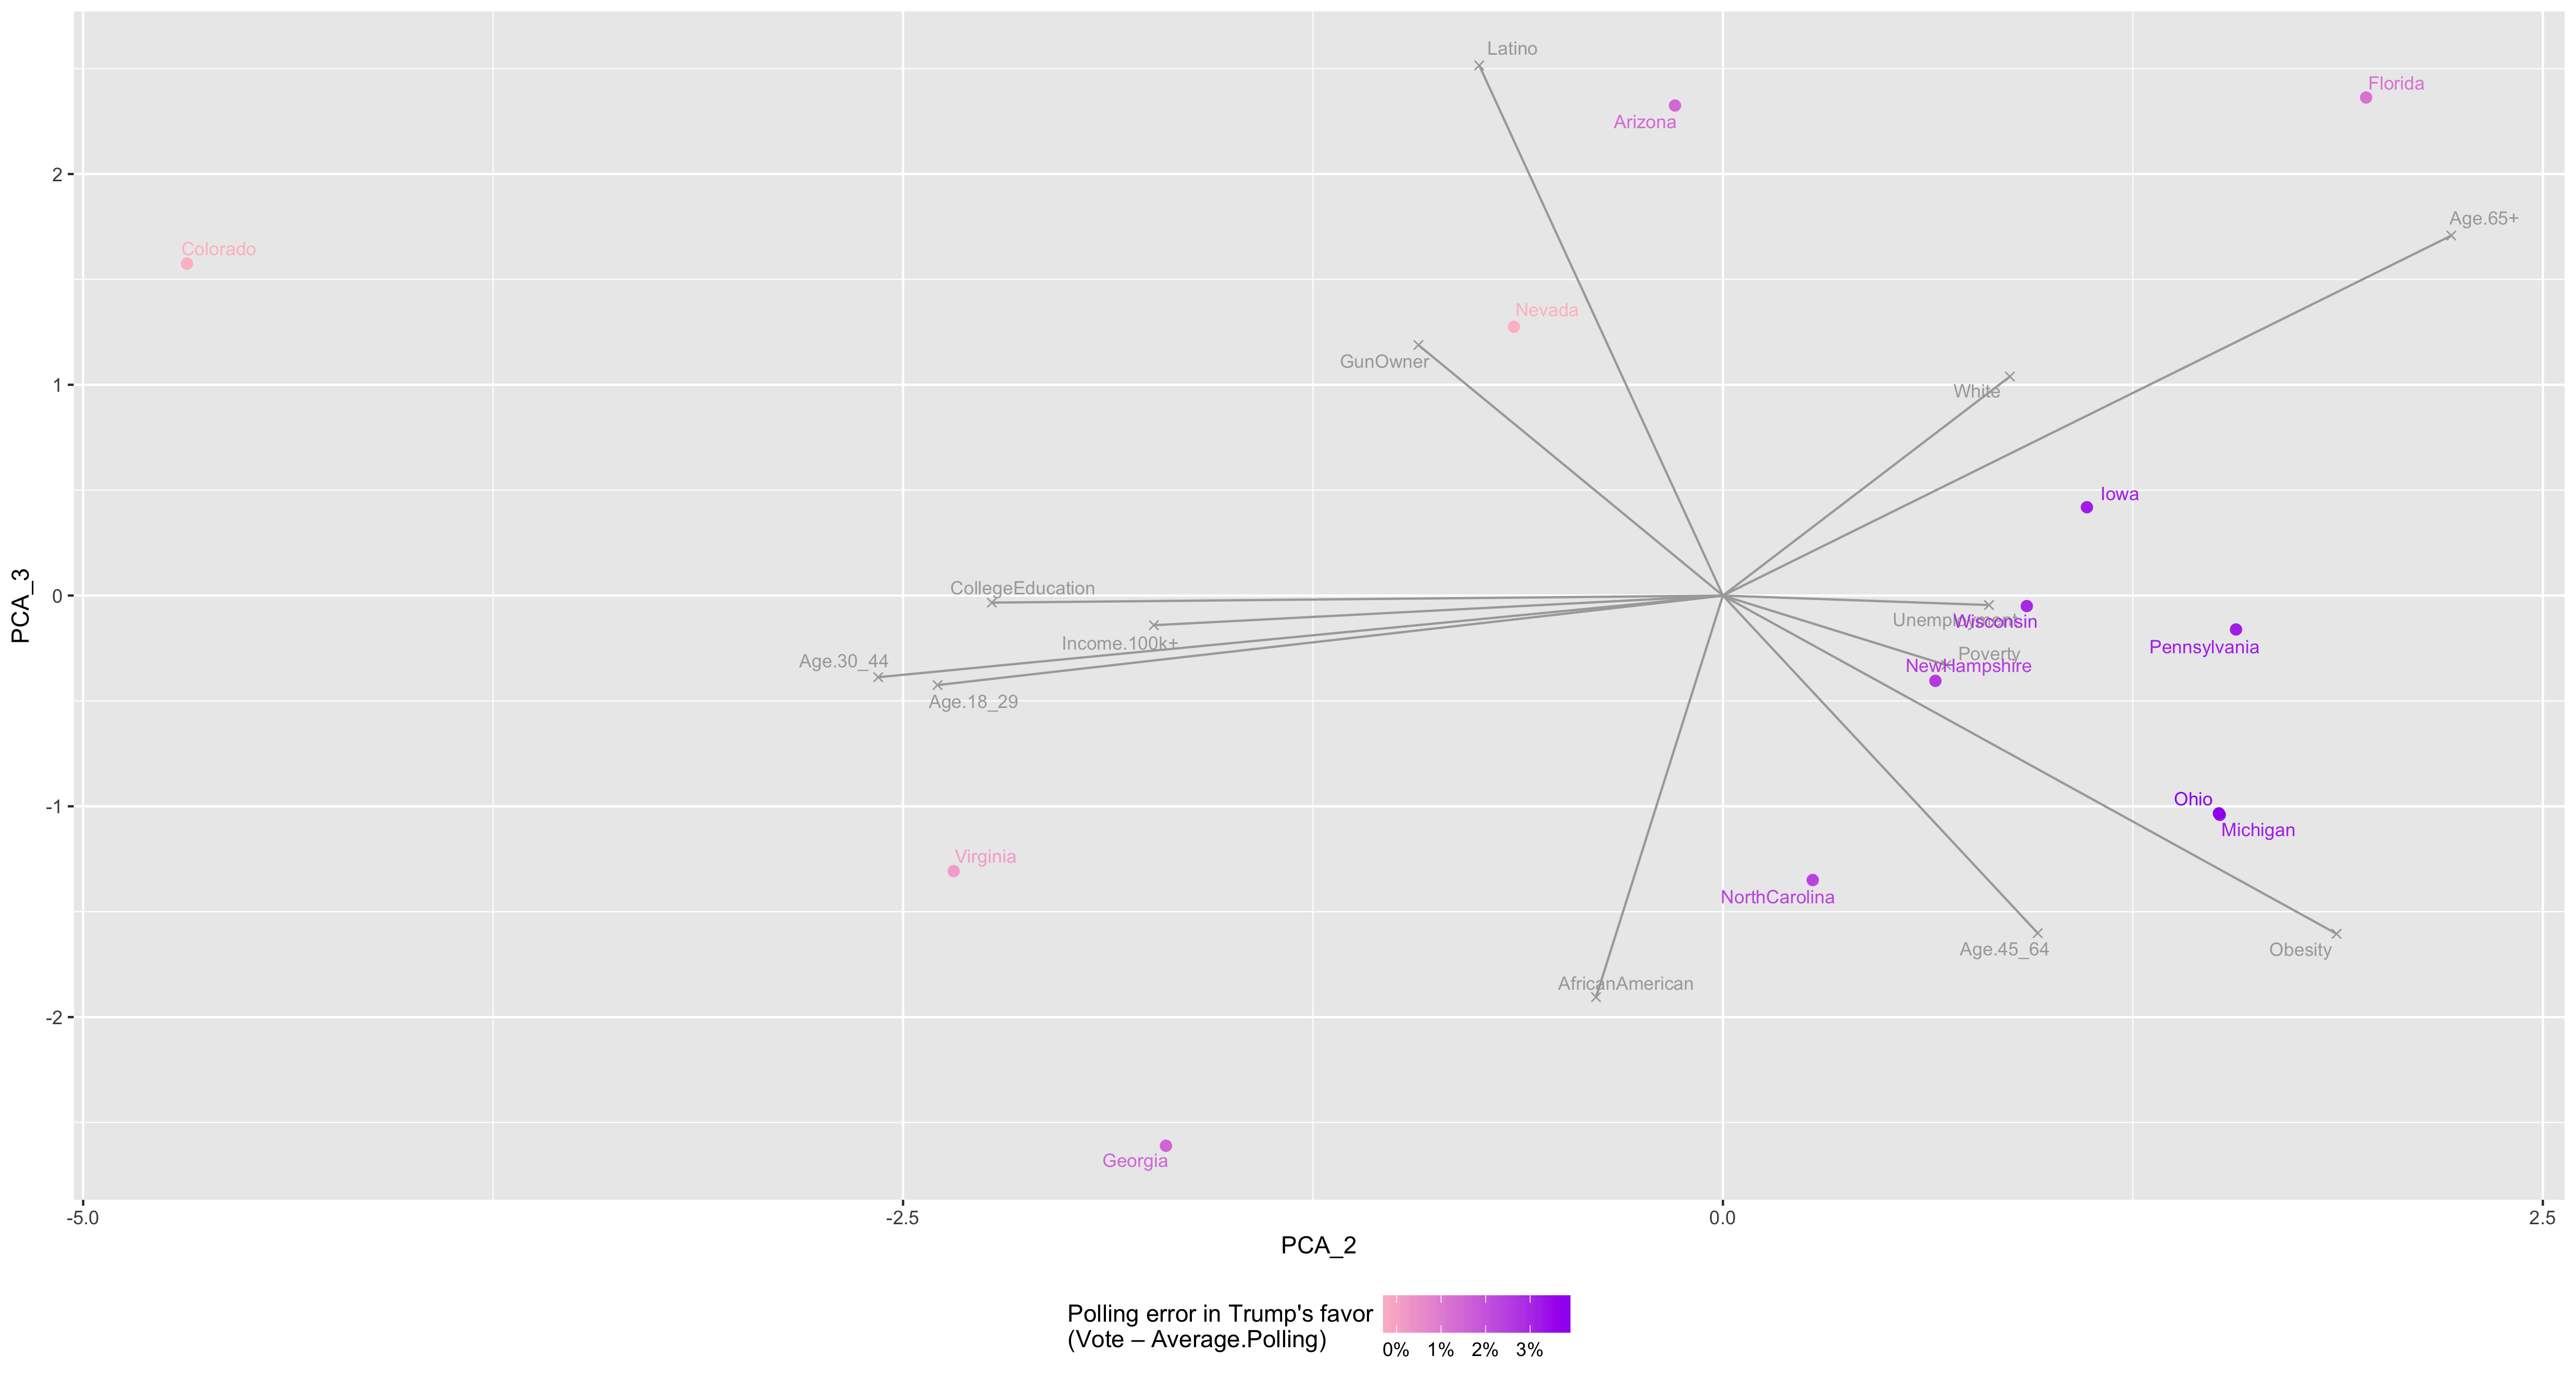 Latino
Florida
Arizona
Age.65+
2
Colorado
Nevada
GunOwner
1
White
Iowa
CollegeEducation
0
Unemployment
Wisconsin
Income.100k+
Pennsylvania
Age.30_44
Poverty
NewHampshire
Age.18_29
Ohio
-1
Michigan
Virginia
NorthCarolina
Age.45_64
Obesity
AfricanAmerican
-2
Georgia
PCA_3
-5.0 -2.5 0.0 2.5
PCA_2
Polling error in Trump's favor
(Vote – Average.Polling)
0% 1% 2% 3%